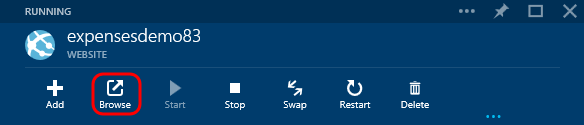 RUNNING
expensesdemo83
WEBSITE
Add Browse Start Stop Swap Restart Delete